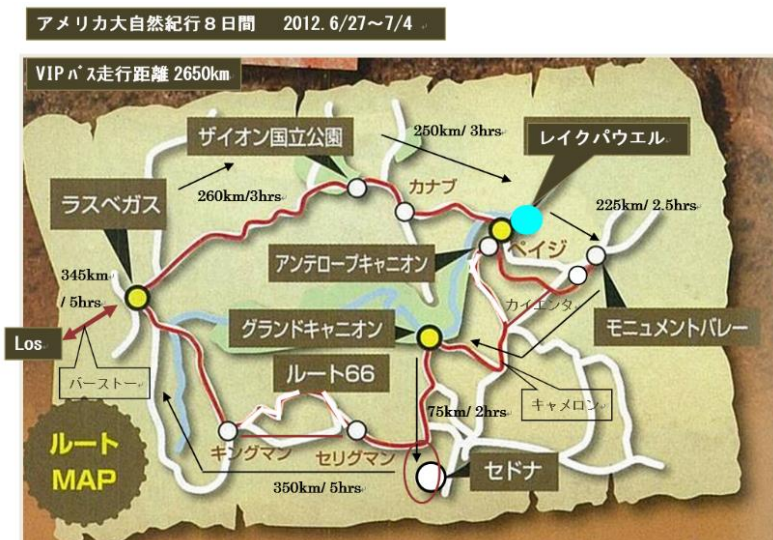 アメリカ大自然紀行８日間　2012. 6/27～7/4
VIPバス走行距離 2650km
ザイオン国立公園
250km/ 3hrs
レイクパウエル
カナブ
260km/3hrs
225km/ 2.5hrs
ラスベガス
ペイジ
アンテロープキャニオン
345km
/ 5hrs
カイエンタ
グランドキャニオン
モニュメントバレー
Los
バーストー
ルート66
キャメロン
75km/ 2hrs
ルート
MAP
キングマン
セリグマン
セドナ
350km/ 5hrs